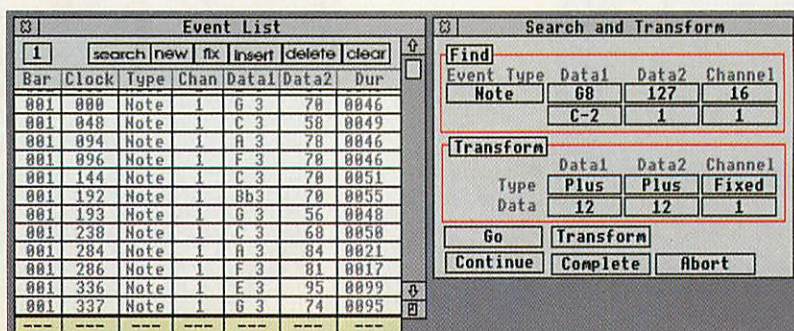 Event List
1 search new fix insert delete clear
Bar Clock Type Chan Data1 Data2 Dur
001 000 Note 1 G 3 70 0046
001 048 Note 1 C 3 58 0049
001 094 Note 1 A 3 78 0046
001 096 Note 1 F 3 70 0046
001 144 Note 1 C 3 70 0051
001 192 Note 1 Bb3 70 0055
001 193 Note 1 G 3 56 0048
001 238 Note 1 C 3 68 0050
001 284 Note 1 A 3 84 0021
001 286 Note 1 F 3 81 0017
001 336 Note 1 E 3 95 0099
001 337 Note 1 G 3 74 0095
--- --- --- --- --- --- ---
Search and Transform
Find
Event Type Data1 Data2 Channel
Note G8 127 16
C-2 1 1
Transform
Data1 Data2 Channel
Type Plus Plus Fixed
Data 12 12 1
Go Transform
Continue Complete Abort